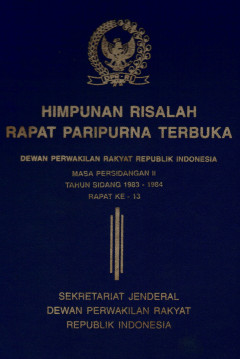 HIMPUNAN RISALAH
RAPAT PARIPURNA TERBUKA
DEWAN PERWAKILAN RAKYAT REPUBLIK INDONESIA
MASA PERSIDANGAN II
TAHUN SIDANG 1983 - 1984
RAPAT KE - 13
SEKRETARIAT JENDERAL
DEWAN PERWAKILAN RAKYAT
REPUBLIK INDONESIA